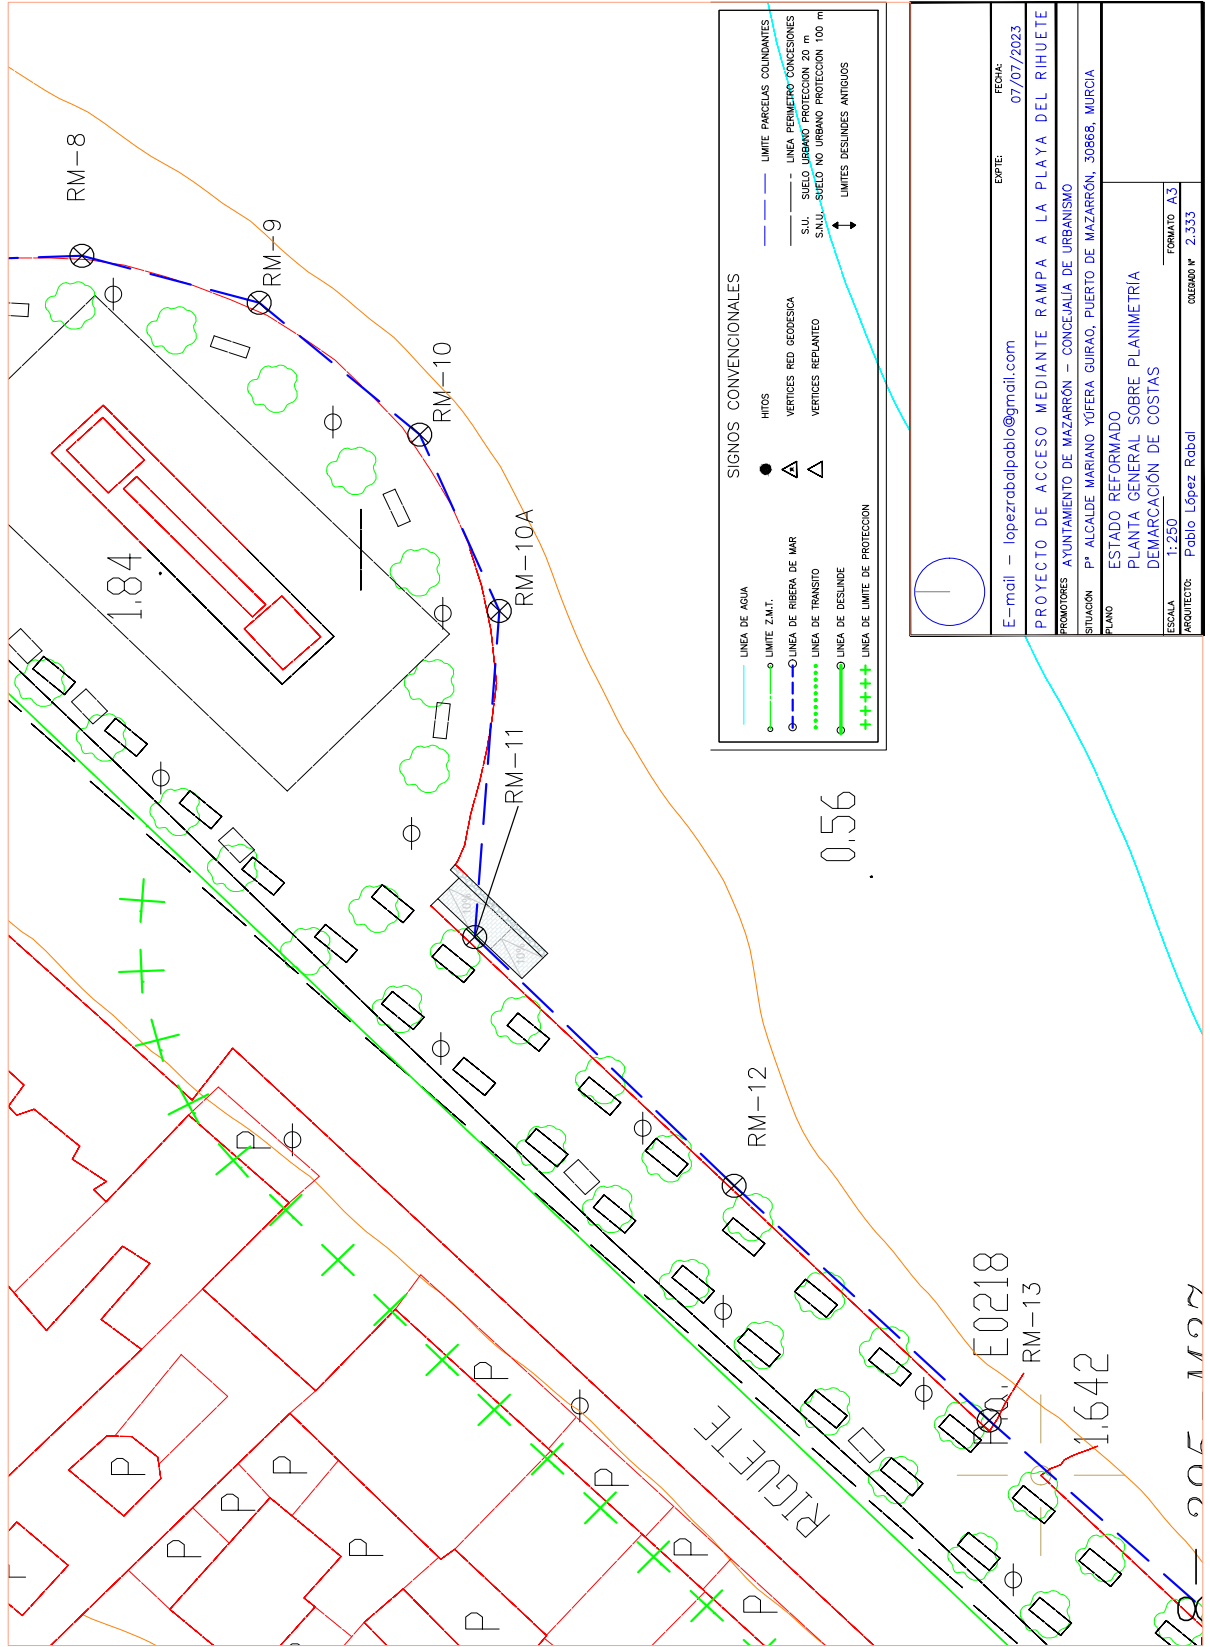 RM-8
RM-9
RM-10
RM-10A
RM-11
RM-12
RM-13
1.84
0.56
E0218
1.642
RIGUETE
10%
10%
P
P
P
P
P
P
P
P
P
P
P
SIGNOS CONVENCIONALES
LINEA DE AGUA
LIMITE Z.M.T.
LINEA DE RIBERA DE MAR
LINEA DE TRANSITO
LINEA DE DESLINDE
LINEA DE LIMITE DE PROTECCION
HITOS
VERTICES RED GEODESICA
VERTICES REPLANTEO
LIMITE PARCELAS COLINDANTES
LINEA PERIMETRO CONCESIONES
S.U. SUELO URBANO PROTECCION 20 m
S.N.U. SUELO NO URBANO PROTECCION 100 m
LIMITES DESLINDES ANTIGUOS
EXPTE:
FECHA:
07/07/2023
E-mail - lopezrabalpablo@gmail.com
PROYECTO DE ACCESO MEDIANTE RAMPA A LA PLAYA DEL RIHUETE
PROMOTORES AYUNTAMIENTO DE MAZARRÓN - CONCEJALÍA DE URBANISMO
SITUACIÓN Pº ALCALDE MARIANO YÚFERA GUIRAO, PUERTO DE MAZARRÓN, 30868, MURCIA
PLANO
ESTADO REFORMADO
PLANTA GENERAL SOBRE PLANIMETRÍA
DEMARCACIÓN DE COSTAS
ESCALA 1:250 FORMATO A3
ARQUITECTO: Pablo López Rabal COLEGIADO Nº 2.333